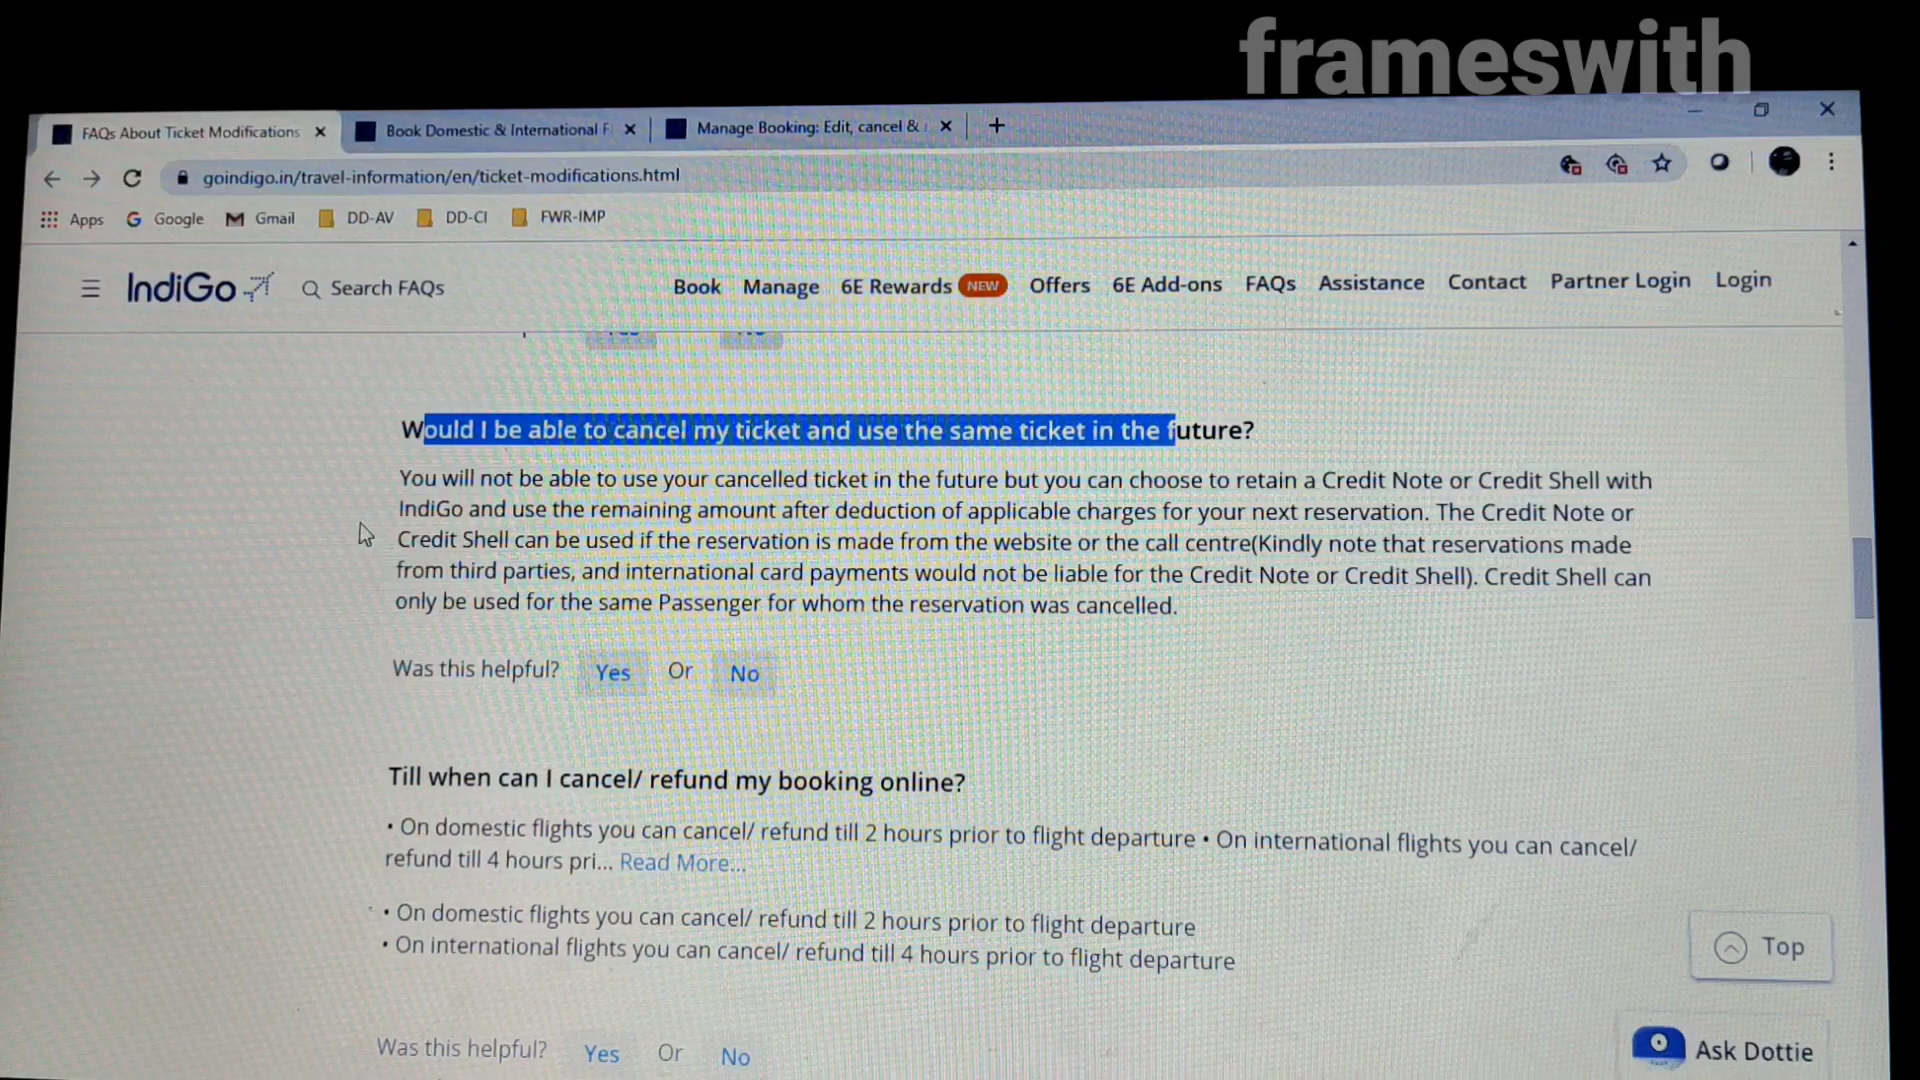 frameswith
FAQs About Ticket Modifications
Book Domestic & International F
Manage Booking: Edit, cancel &
goindigo.in/travel-information/en/ticket-modifications.html
Apps Google Gmail DD-AV DD-CI FWR-IMP
IndiGo Search FAQs Book Manage 6E Rewards NEW Offers 6E Add-ons FAQs Assistance Contact Partner Login Login
Would I be able to cancel my ticket and use the same ticket in the future?
You will not be able to use your cancelled ticket in the future but you can choose to retain a Credit Note or Credit Shell with
IndiGo and use the remaining amount after deduction of applicable charges for your next reservation. The Credit Note or
Credit Shell can be used if the reservation is made from the website or the call centre(Kindly note that reservations made
from third parties, and international card payments would not be liable for the Credit Note or Credit Shell). Credit Shell can
only be used for the same Passenger for whom the reservation was cancelled.
Was this helpful? Yes Or No
Till when can I cancel/ refund my booking online?
• On domestic flights you can cancel/ refund till 2 hours prior to flight departure • On international flights you can cancel/
refund till 4 hours pri... Read More...
• On domestic flights you can cancel/ refund till 2 hours prior to flight departure
• On international flights you can cancel/ refund till 4 hours prior to flight departure
Top
Was this helpful? Yes Or No
Ask Dottie